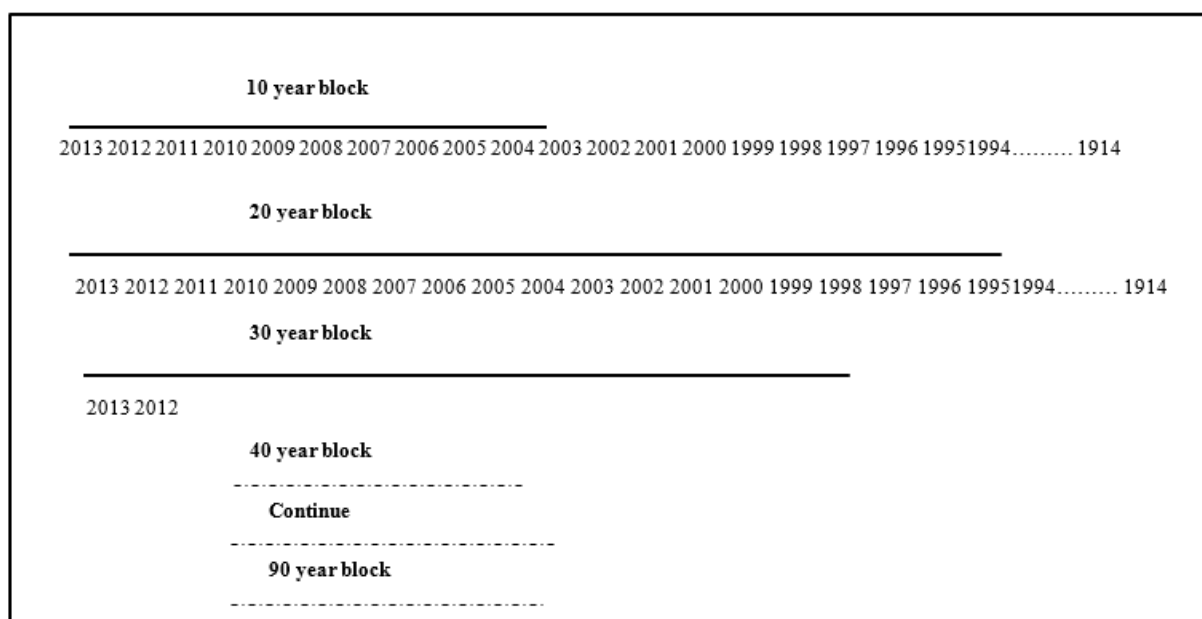 10 year block
2013 2012 2011 2010 2009 2008 2007 2006 2005 2004 2003 2002 2001 2000 1999 1998 1997 1996 19951994......... 1914
20 year block
2013 2012 2011 2010 2009 2008 2007 2006 2005 2004 2003 2002 2001 2000 1999 1998 1997 1996 19951994......... 1914
30 year block
2013 2012
40 year block
Continue
90 year block